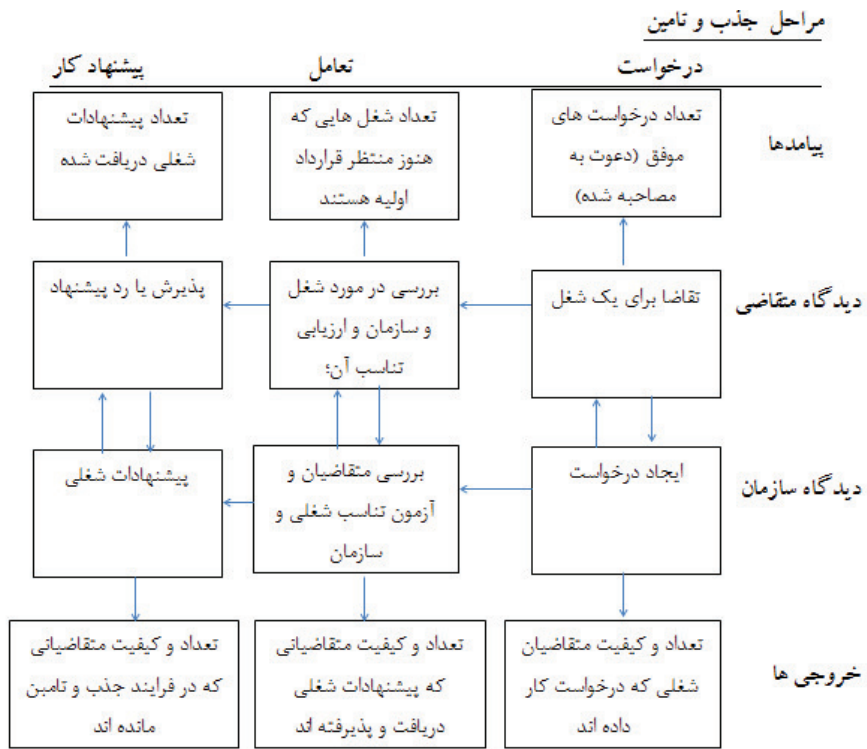 مراحل جذب و تامین
درخواست
تعامل
پیشنهاد کار
پیامدها
تعداد درخواست های
موفق (دعوت به
مصاحبه شده)
تعداد شغل هایی که
هنوز منتظر قرارداد
اولیه هستند
تعداد پیشنهادات
شغلی دریافت شده
دیدگاه متقاضی
تقاضا برای یک شغل
بررسی در مورد شغل
و سازمان و ارزیابی
تناسب آن؛
پذیرش یا رد پیشنهاد
دیدگاه سازمان
ایجاد درخواست
بررسی متقاضیان و
آزمون تناسب شغلی و
سازمان
پیشنهادات شغلی
خروجی ها
تعداد و کیفیت متقاضیان
شغلی که درخواست کار
داده اند
تعداد و کیفیت متقاضیانی
که پیشنهادات شغلی
دریافت و پذیرفته اند
تعداد و کیفیت متقاضیانی
که در فرایند جذب و تامبن
مانده اند